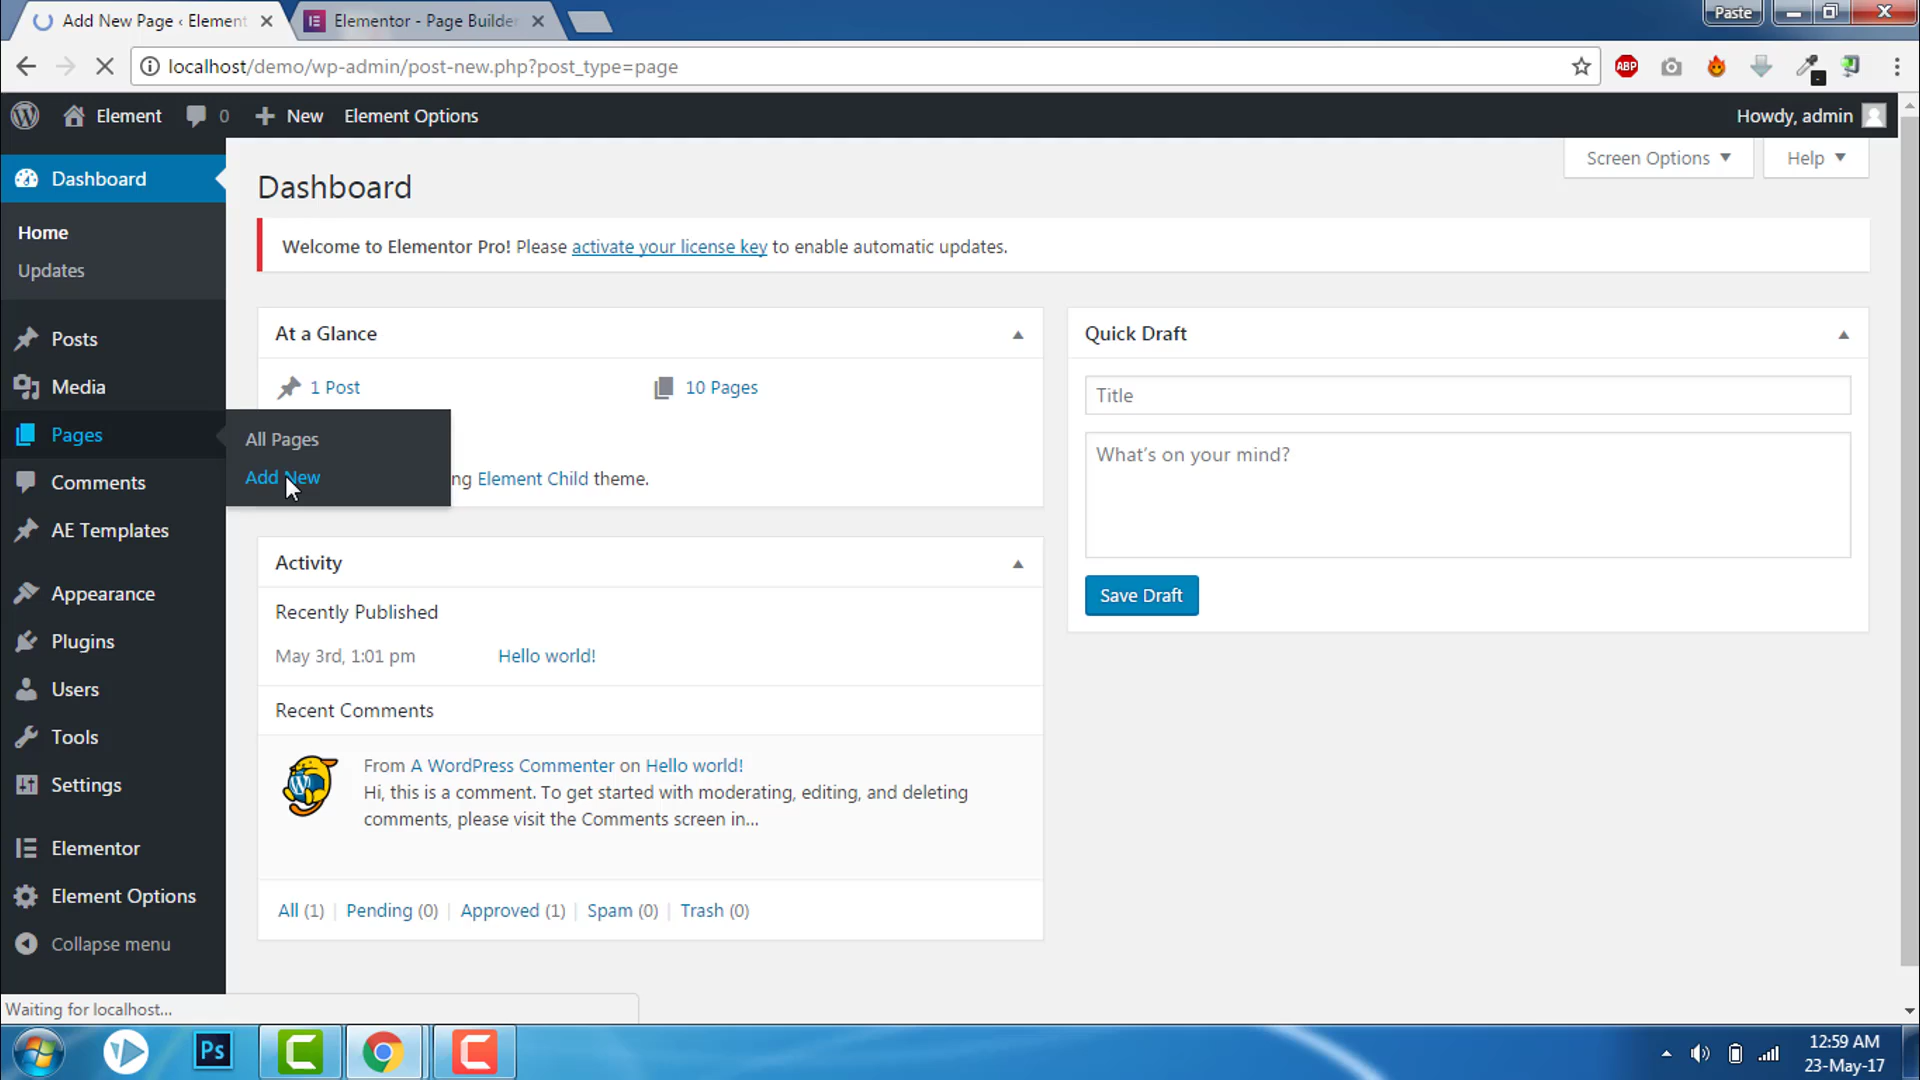 Add New Page ‹ Element
Elementor - Page Builder
Paste
localhost/demo/wp-admin/post-new.php?post_type=page
ABP
Element
0
New
Element Options
Howdy, admin
Dashboard
Home
Updates
Posts
Media
Pages
Comments
AE Templates
Appearance
Plugins
Users
Tools
Settings
Elementor
Element Options
Collapse menu
All Pages
Add New
Screen Options
Help
Dashboard
Welcome to Elementor Pro! Please activate your license key to enable automatic updates.
At a Glance
1 Post
10 Pages
ng Element Child theme.
Activity
Recently Published
May 3rd, 1:01 pm
Hello world!
Recent Comments
From A WordPress Commenter on Hello world!
Hi, this is a comment. To get started with moderating, editing, and deleting
comments, please visit the Comments screen in...
All (1) | Pending (0) | Approved (1) | Spam (0) | Trash (0)
Quick Draft
Title
What's on your mind?
Save Draft
Waiting for localhost...
Ps
12:59 AM
23-May-17